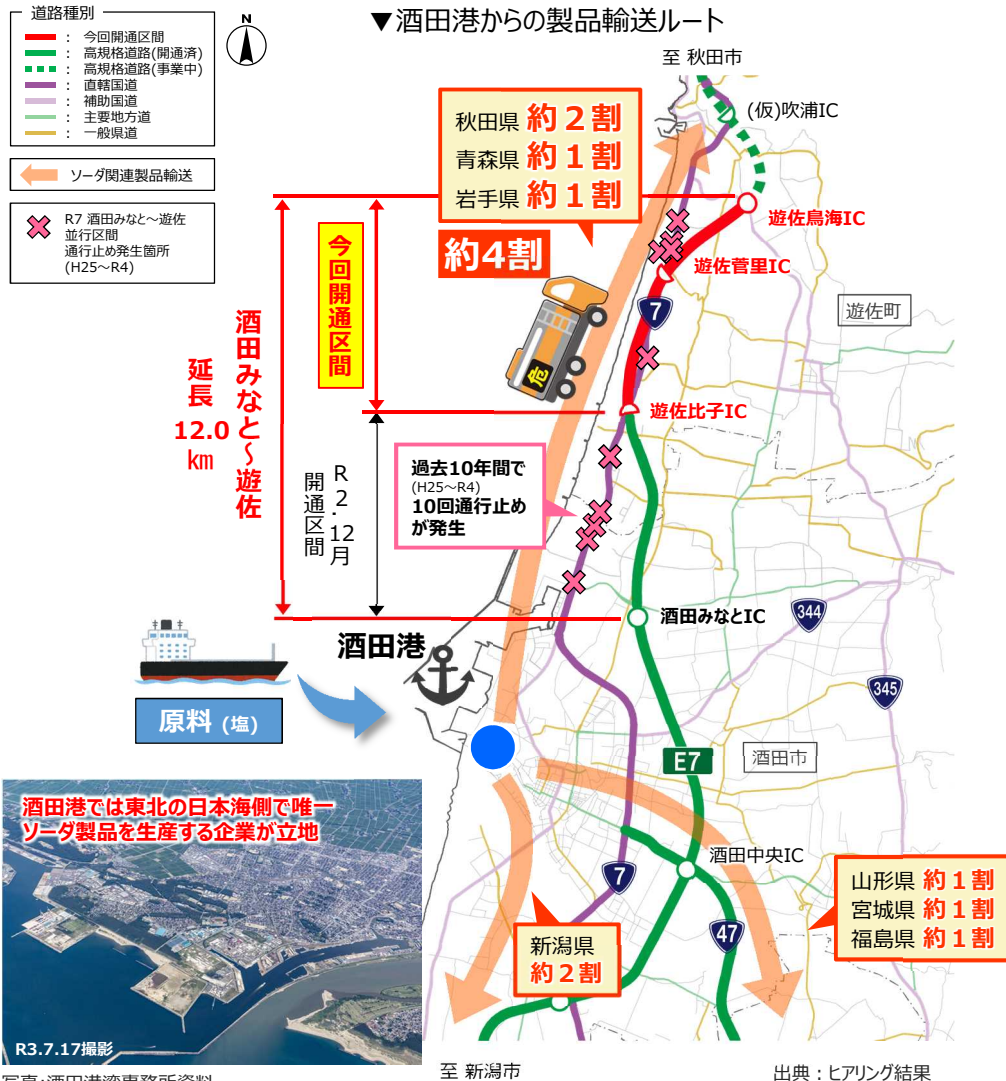 ▼酒田港からの製品輸送ルート
道路種別
： 今回開通区間
： 高規格道路(開通済)
： 高規格道路(事業中)
： 直轄国道
： 補助国道
： 主要地方道
： 一般県道
N
ソーダ関連製品輸送
R7 酒田みなと～遊佐
並行区間
通行止め発生箇所
(H25～R4)
至 秋田市
(仮)吹浦IC
秋田県 約２割
青森県 約１割
岩手県 約１割
約4割
遊佐鳥海IC
遊佐菅里IC
7
遊佐町
今回開通区間
危
酒田みなと～遊佐
延長
12.0
km
遊佐比子IC
R2.12月
開通区間
過去10年間で
(H25～R4)
10回通行止め
が発生
酒田みなとIC
344
酒田港
345
原料 (塩)
E7
酒田市
酒田港では東北の日本海側で唯一
ソーダ製品を生産する企業が立地
酒田中央IC
7
山形県 約１割
宮城県 約１割
福島県 約１割
47
新潟県
約２割
R3.7.17撮影
写真:酒田港湾事務所資料
至 新潟市
出典：ヒアリング結果